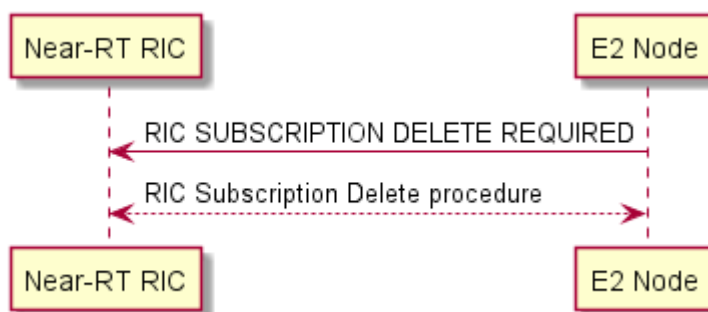 Near-RT RIC
E2 Node
RIC SUBSCRIPTION DELETE REQUIRED
RIC Subscription Delete procedure
Near-RT RIC
E2 Node